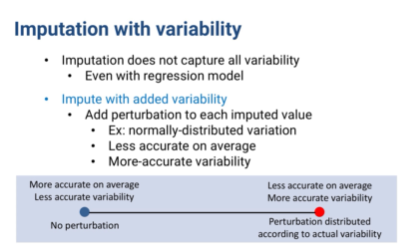 Imputation with variability
• Imputation does not capture all variability
• Even with regression model
• Impute with added variability
• Add perturbation to each imputed value
• Ex: normally-distributed variation
• Less accurate on average
• More-accurate variability
More accurate on average
Less accurate variability
Less accurate on average
More accurate variability
No perturbation
Perturbation distributed
according to actual variability